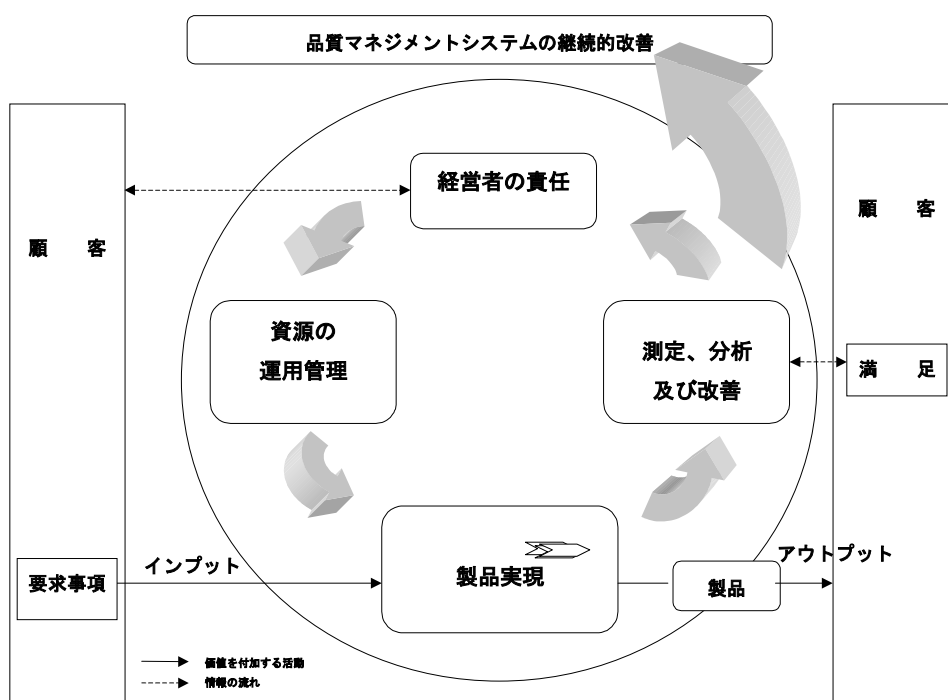 品質マネジメントシステムの継続的改善
経営者の責任
顧　客
顧　客
資源の
運用管理
測定、分析
及び改善
満　足
インプット
アウトプット
要求事項
製品実現
製品
価値を付加する活動
情報の流れ